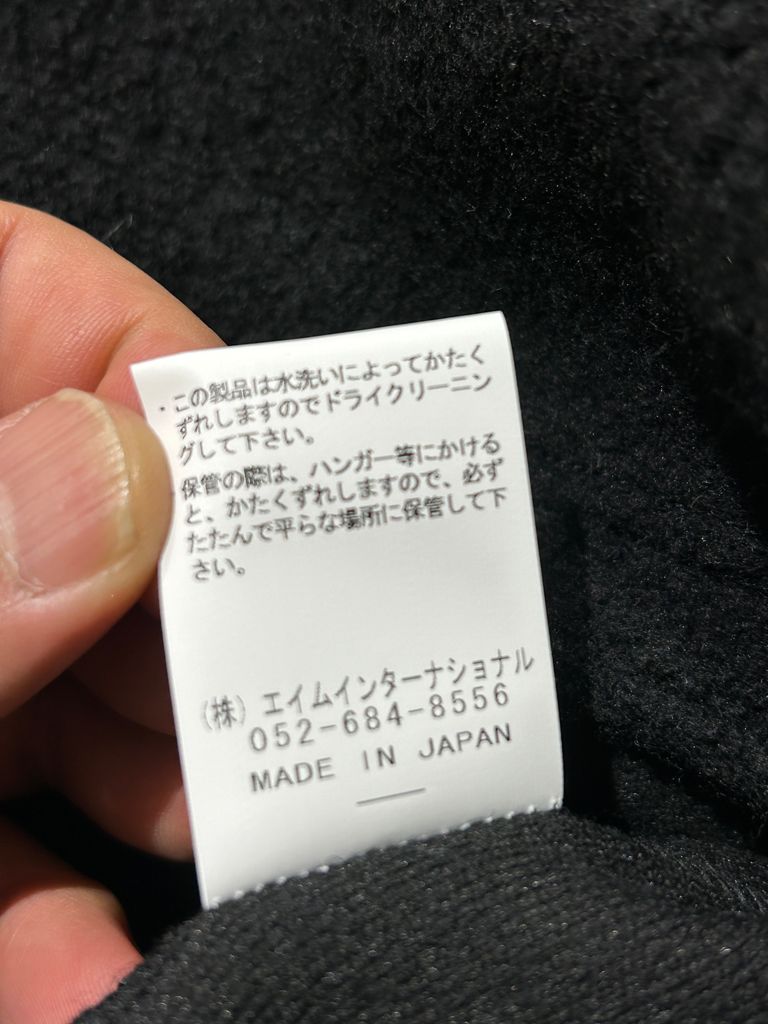 ・この製品は水洗いによってかたく
ずれしますのでドライクリーニン
グして下さい。
保管の際は、ハンガー等にかける
と、かたくずれしますので、必ず
たたんで平らな場所に保管して下
さい。
(株) エイムインターナショナル
052-684-8556
MADE IN JAPAN